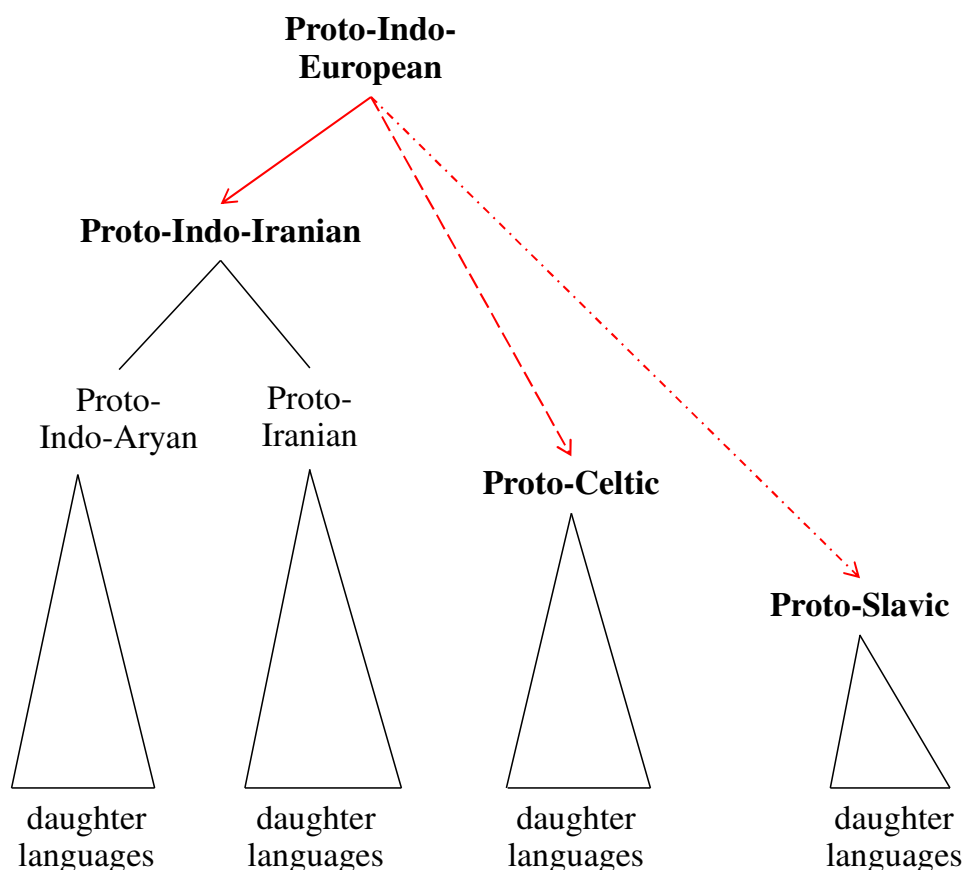 Proto-Indo-
European
Proto-Indo-Iranian
Proto-
Indo-Aryan
Proto-
Iranian
Proto-Celtic
Proto-Slavic
daughter
languages
daughter
languages
daughter
languages
daughter
languages